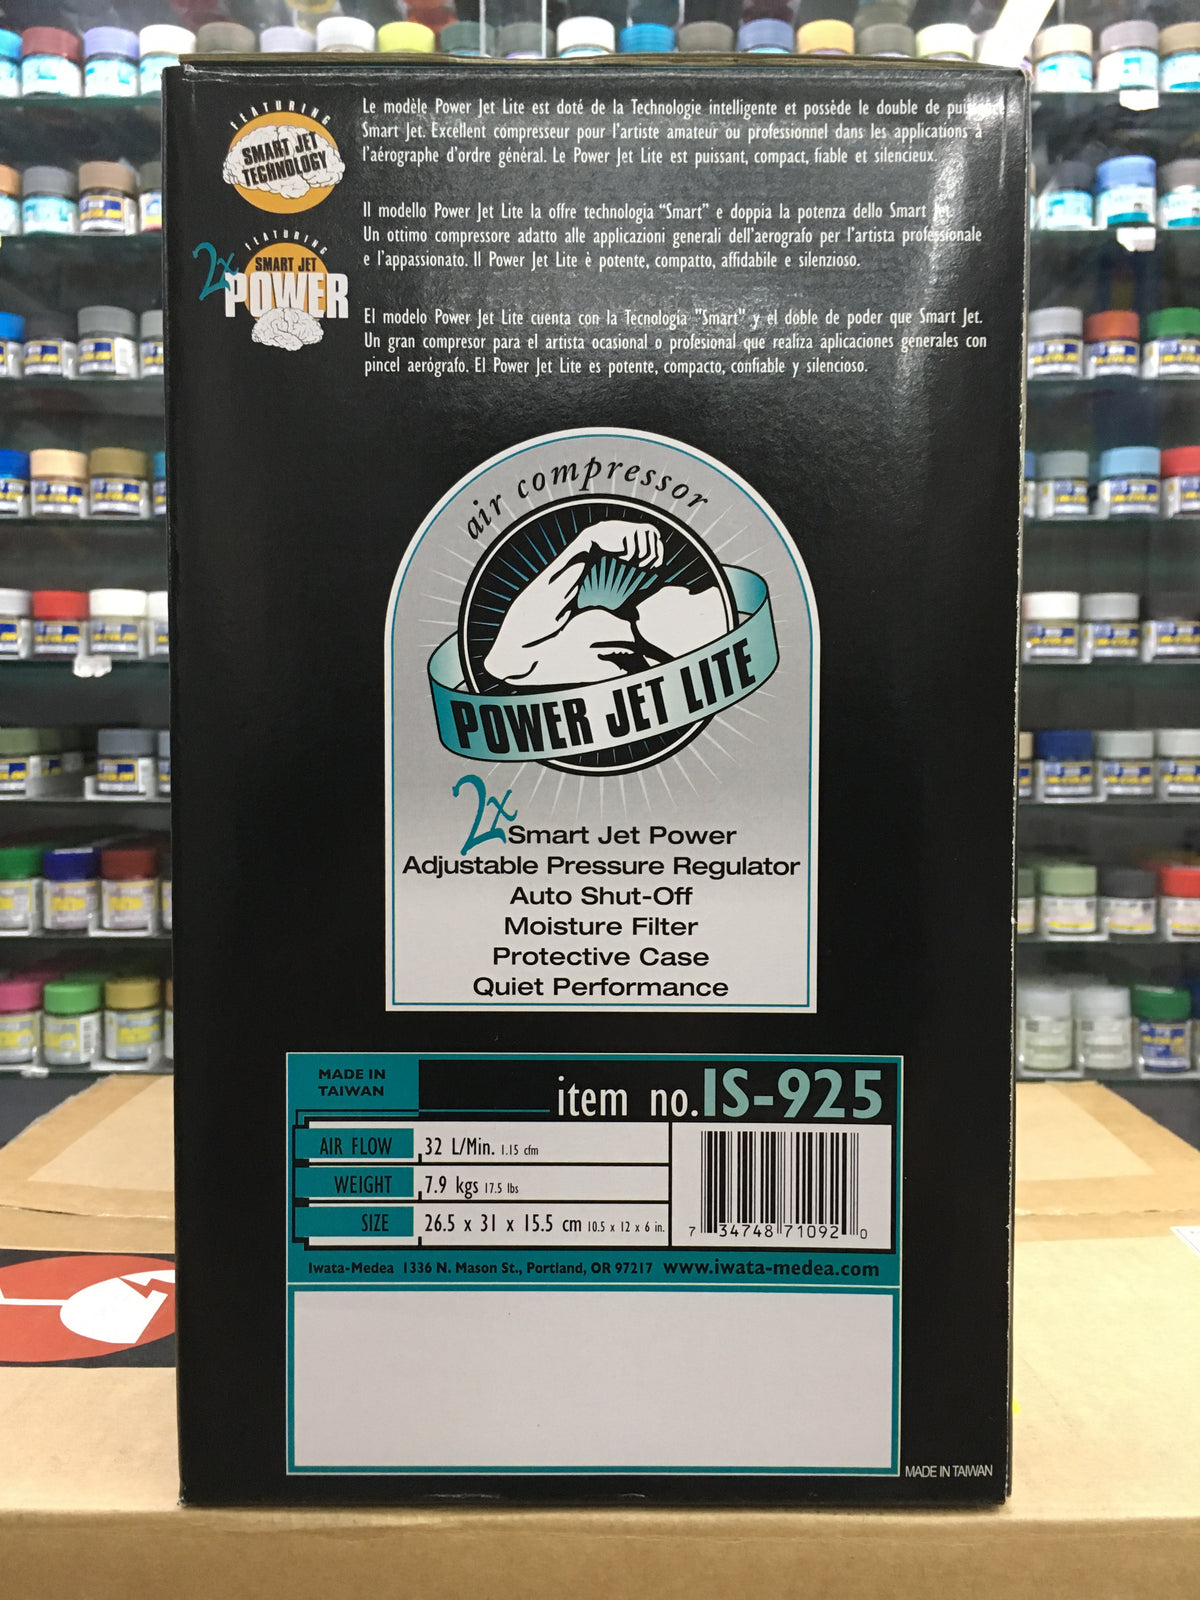 FEATURING
SMART JET
TECHNOLOGY
FEATURING
2x
SMART JET
POWER
Le modèle Power Jet Lite est doté de la Technologie intelligente et possède le double de puissance
Smart Jet. Excellent compresseur pour l'artiste amateur ou professionnel dans les applications à
l'aérographe d'ordre général. Le Power Jet Lite est puissant, compact, fiable et silencieux.
Il modello Power Jet Lite la offre technologia "Smart" e doppia la potenza dello Smart Jet.
Un ottimo compressore adatto alle applicazioni generali dell'aerografo per l'artista professionale
e l'appassionato. Il Power Jet Lite è potente, compatto, affidabile e silenzioso.
El modelo Power Jet Lite cuenta con la Tecnologia "Smart" y el doble de poder que Smart Jet.
Un gran compresor para el artista ocasional o profesional que realiza aplicaciones generales con
pincel aerógrafo. El Power Jet Lite es potente, compacto, confiable y silencioso.
air compressor
POWER JET LITE
2x Smart Jet Power
Adjustable Pressure Regulator
Auto Shut-Off
Moisture Filter
Protective Case
Quiet Performance
MADE IN
TAIWAN
item no. IS-925
AIR FLOW 32 L/Min. 1.15 cfm
WEIGHT 7.9 kgs 17.5 lbs
SIZE 26.5 x 31 x 15.5 cm 10.5 x 12 x 6 in.
7 34748 71092 0
Iwata-Medea 1336 N. Mason St., Portland, OR 97217 www.iwata-medea.com
MADE IN TAIWAN